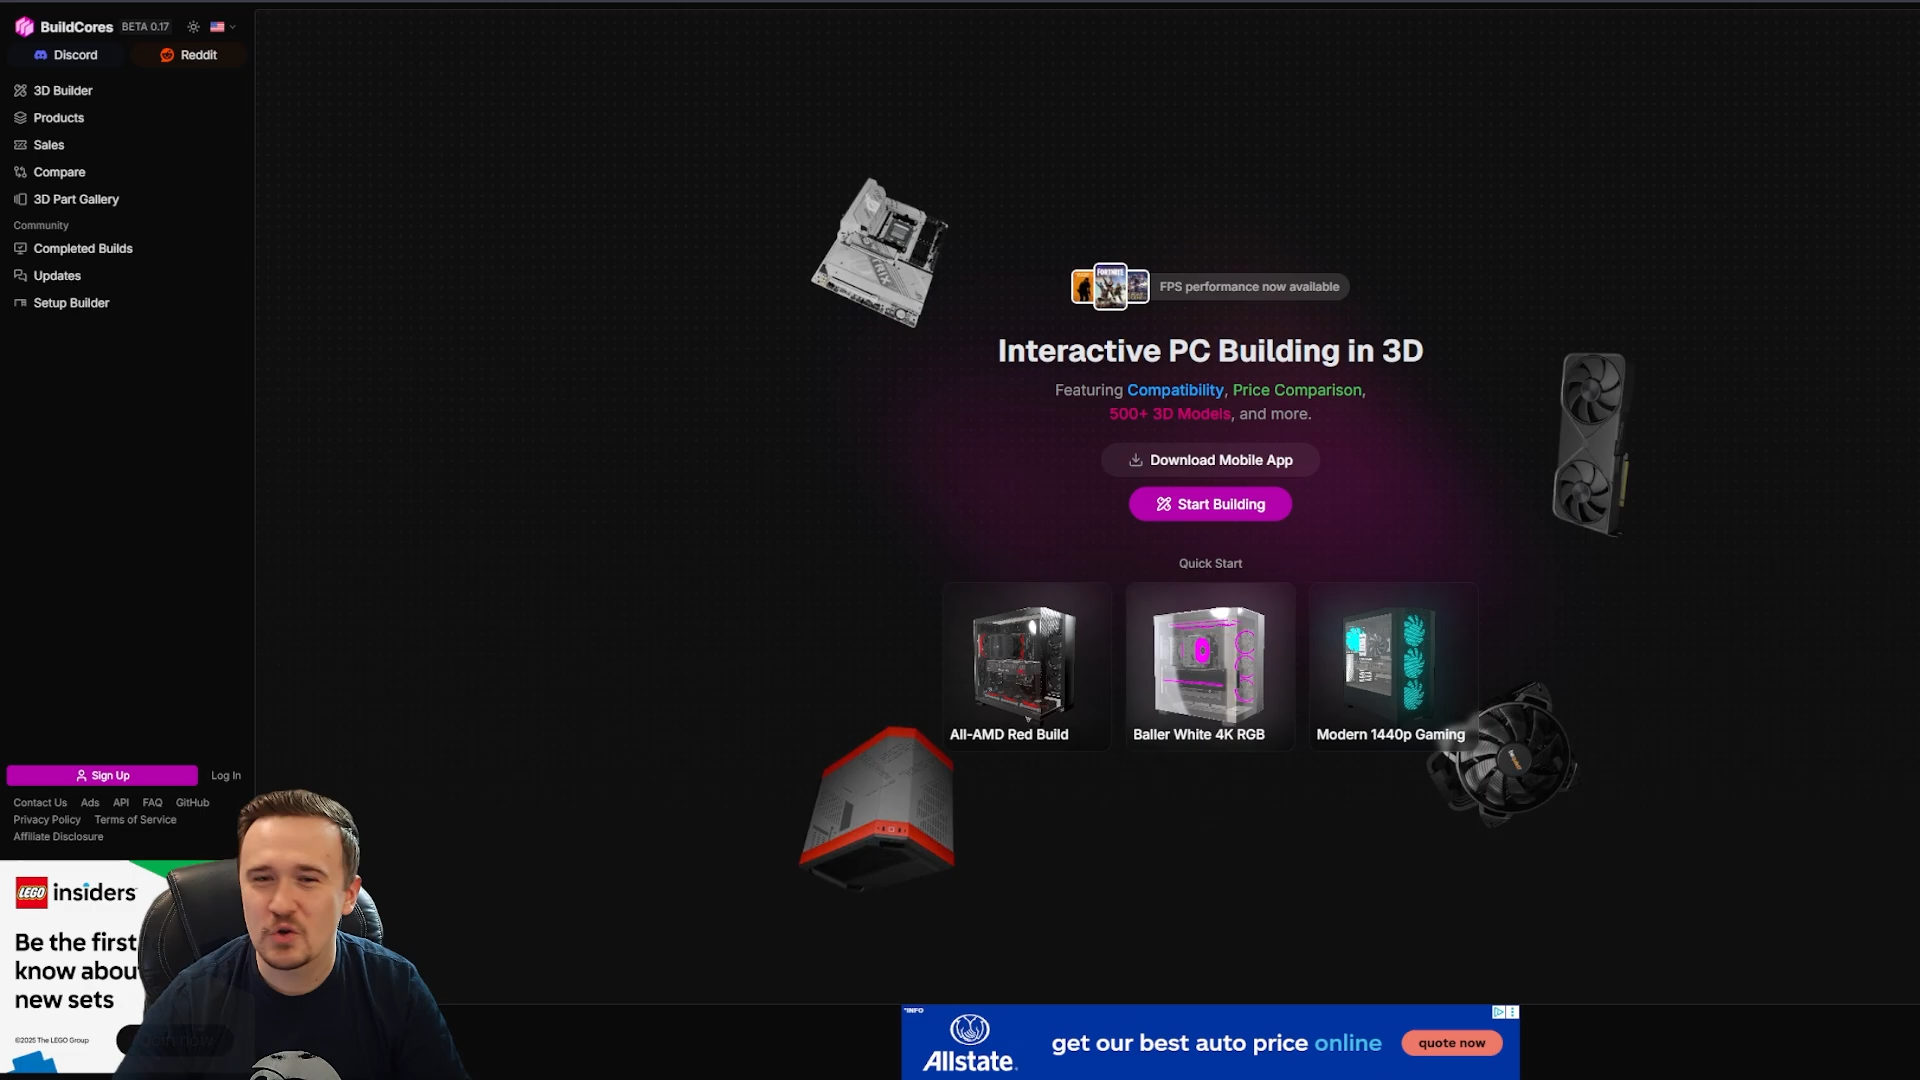 BuildCores BETA 0.17
Discord
Reddit
3D Builder
Products
Sales
Compare
3D Part Gallery
Community
Completed Builds
Updates
Setup Builder
Sign Up
Log In
Contact Us Ads API FAQ GitHub
Privacy Policy Terms of Service
Affiliate Disclosure
LEGO insiders
Be the first
know abou
new sets
©2025 The LEGO Group
FORTNITE
FPS performance now available
Interactive PC Building in 3D
Featuring Compatibility, Price Comparison,
500+ 3D Models, and more.
Download Mobile App
Start Building
Quick Start
All-AMD Red Build
Baller White 4K RGB
Modern 1440p Gaming
*INFO
Allstate.
get our best auto price online
quote now